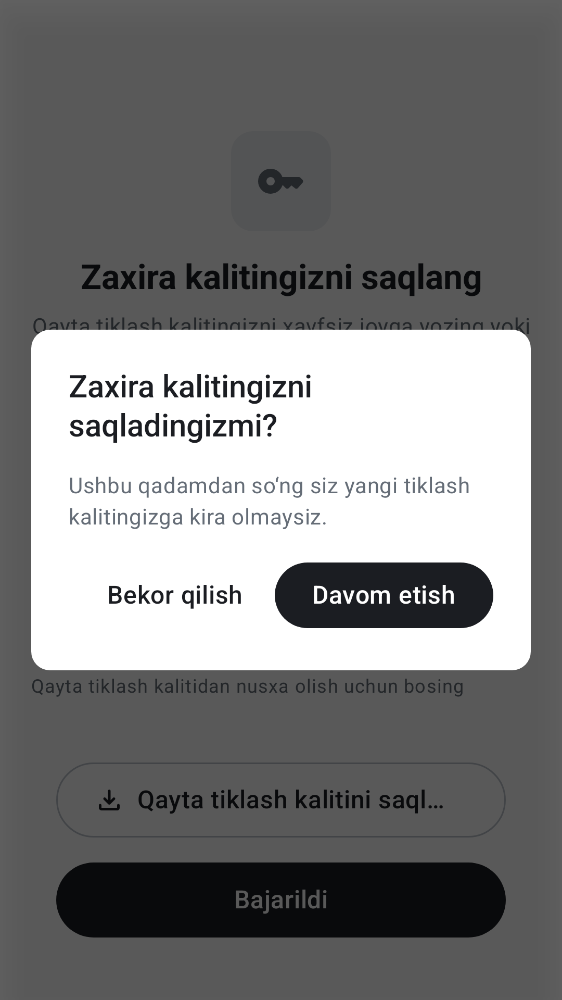 Zaxira kalitingizni saqlang
Qayta tiklash kalitingizni xavfsiz joyga yozing yoki
Zaxira kalitingizni
saqladingizmi?
Ushbu qadamdan so‘ng siz yangi tiklash
kalitingizga kira olmaysiz.
Bekor qilish
Davom etish
Qayta tiklash kalitidan nusxa olish uchun bosing
Qayta tiklash kalitini saql…
Bajarildi